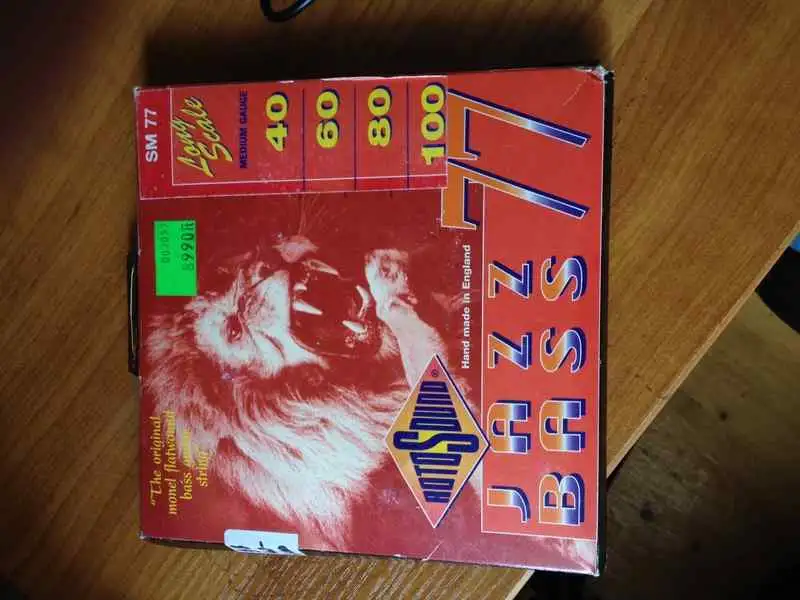 SM 77
Long
Scale
MEDIUM GAUGE
40
60
80
100
"The original
monel flatwound
bass guitar
string"
ROTOSOUND®
Hand made in England
JAZZ
BASS
77